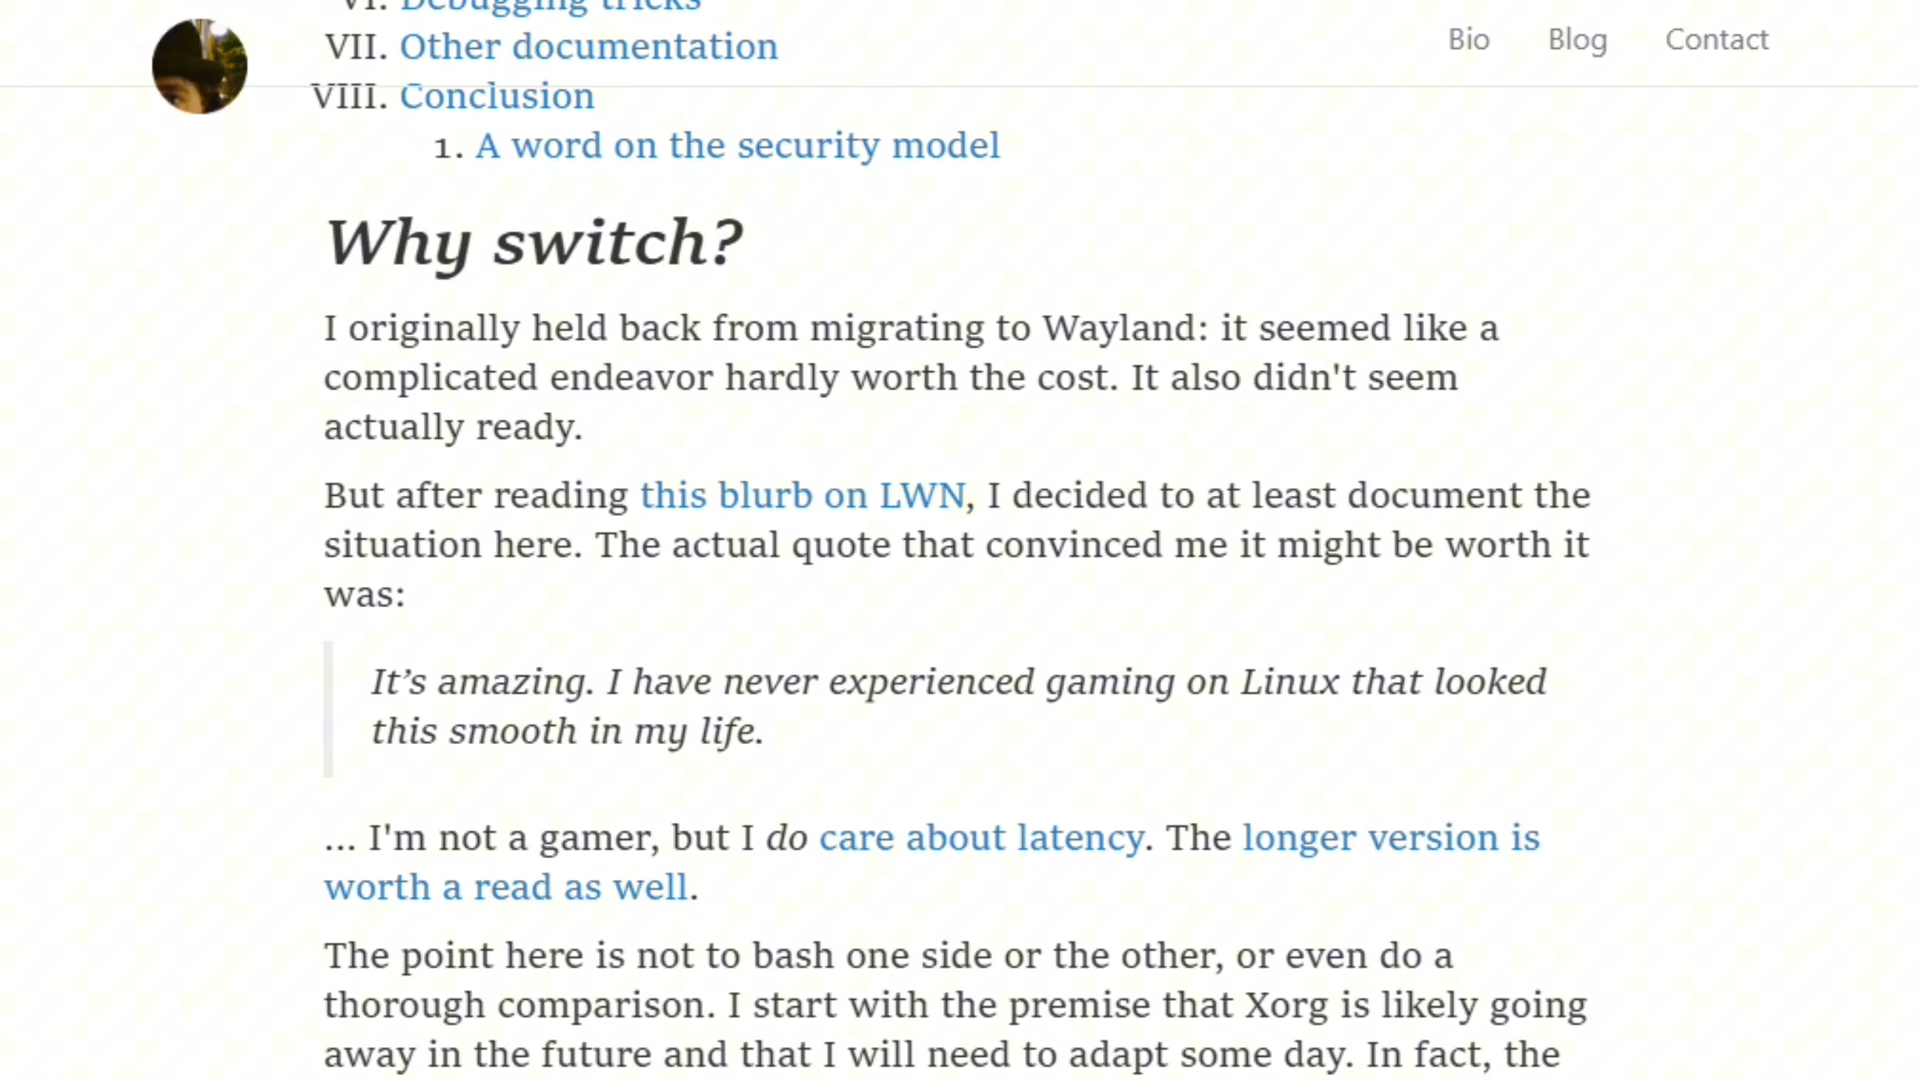 VI. Debugging tricks
VII. Other documentation
Bio Blog Contact
VIII. Conclusion
1. A word on the security model
Why switch?
I originally held back from migrating to Wayland: it seemed like a
complicated endeavor hardly worth the cost. It also didn't seem
actually ready.
But after reading this blurb on LWN, I decided to at least document the
situation here. The actual quote that convinced me it might be worth it
was:
It’s amazing. I have never experienced gaming on Linux that looked
this smooth in my life.
... I'm not a gamer, but I do care about latency. The longer version is
worth a read as well.
The point here is not to bash one side or the other, or even do a
thorough comparison. I start with the premise that Xorg is likely going
away in the future and that I will need to adapt some day. In fact, the